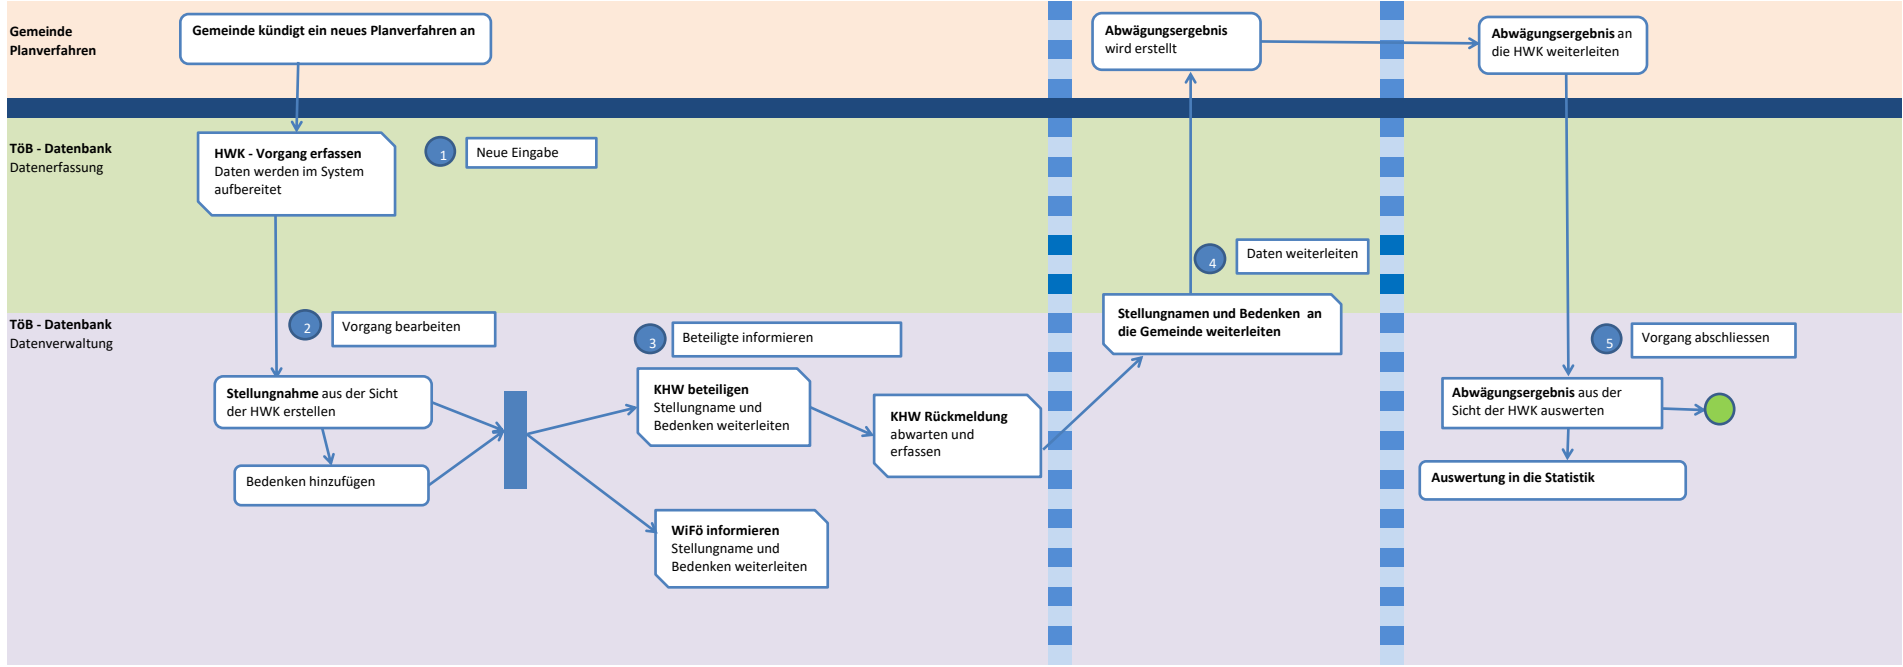 Gemeinde
Planverfahren
Gemeinde kündigt ein neues Planverfahren an
Abwägungsergebnis
wird erstellt
Abwägungsergebnis an
die HWK weiterleiten
TöB - Datenbank
Datenerfassung
HWK - Vorgang erfassen
Daten werden im System
aufbereitet
1
Neue Eingabe
4
Daten weiterleiten
Stellungnamen und Bedenken an
die Gemeinde weiterleiten
TöB - Datenbank
Datenverwaltung
2
Vorgang bearbeiten
3
Beteiligte informieren
5
Vorgang abschliessen
Stellungnahme aus der Sicht
der HWK erstellen
Bedenken hinzufügen
KHW beteiligen
Stellungname und
Bedenken weiterleiten
KHW Rückmeldung
abwarten und
erfassen
WiFö informieren
Stellungname und
Bedenken weiterleiten
Abwägungsergebnis aus der
Sicht der HWK auswerten
Auswertung in die Statistik